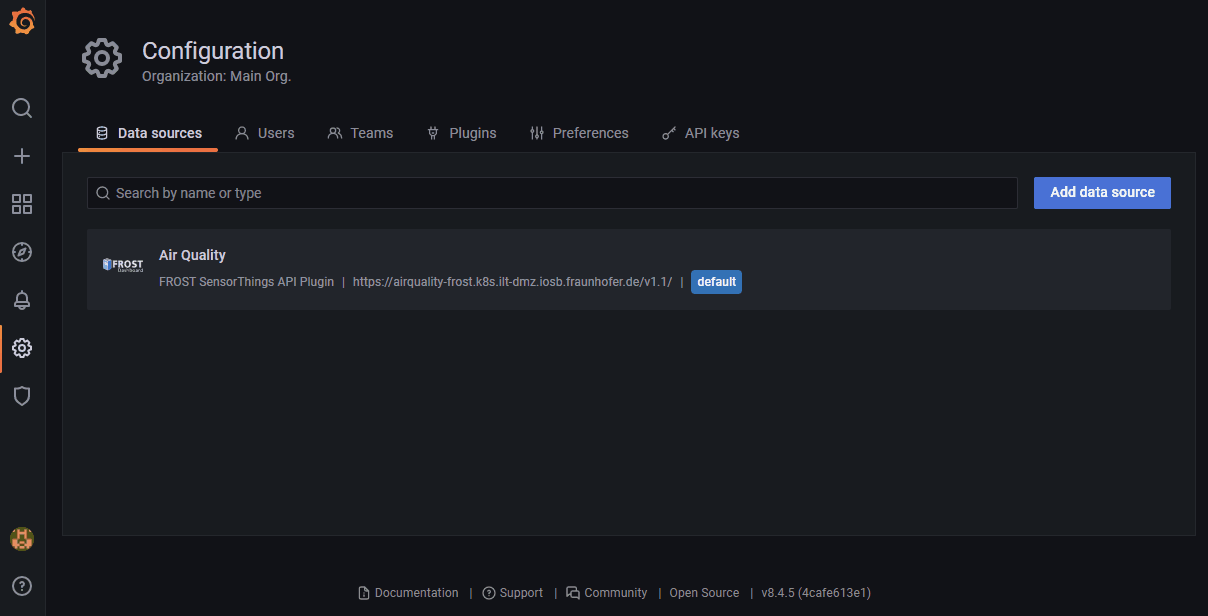 Configuration
Organization: Main Org.
Data sources Users Teams Plugins Preferences API keys
Search by name or type Add data source
Air Quality
FROST
Dashboard
FROST SensorThings API Plugin | https://airquality-frost.k8s.ilt-dmz.iosb.fraunhofer.de/v1.1/ | default
Documentation | Support | Community | Open Source | v8.4.5 (4cafe613e1)